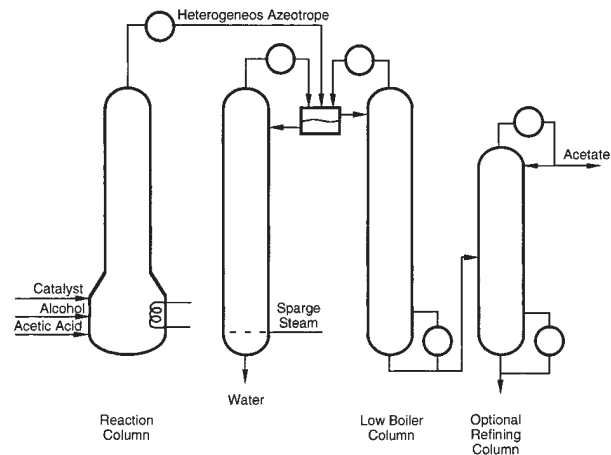 Heterogeneos Azeotrope
Acetate
Catalyst
Alcohol
Acetic Acid
Sparge
Steam
Water
Reaction
Column
Low Boiler
Column
Optional
Refining
Column